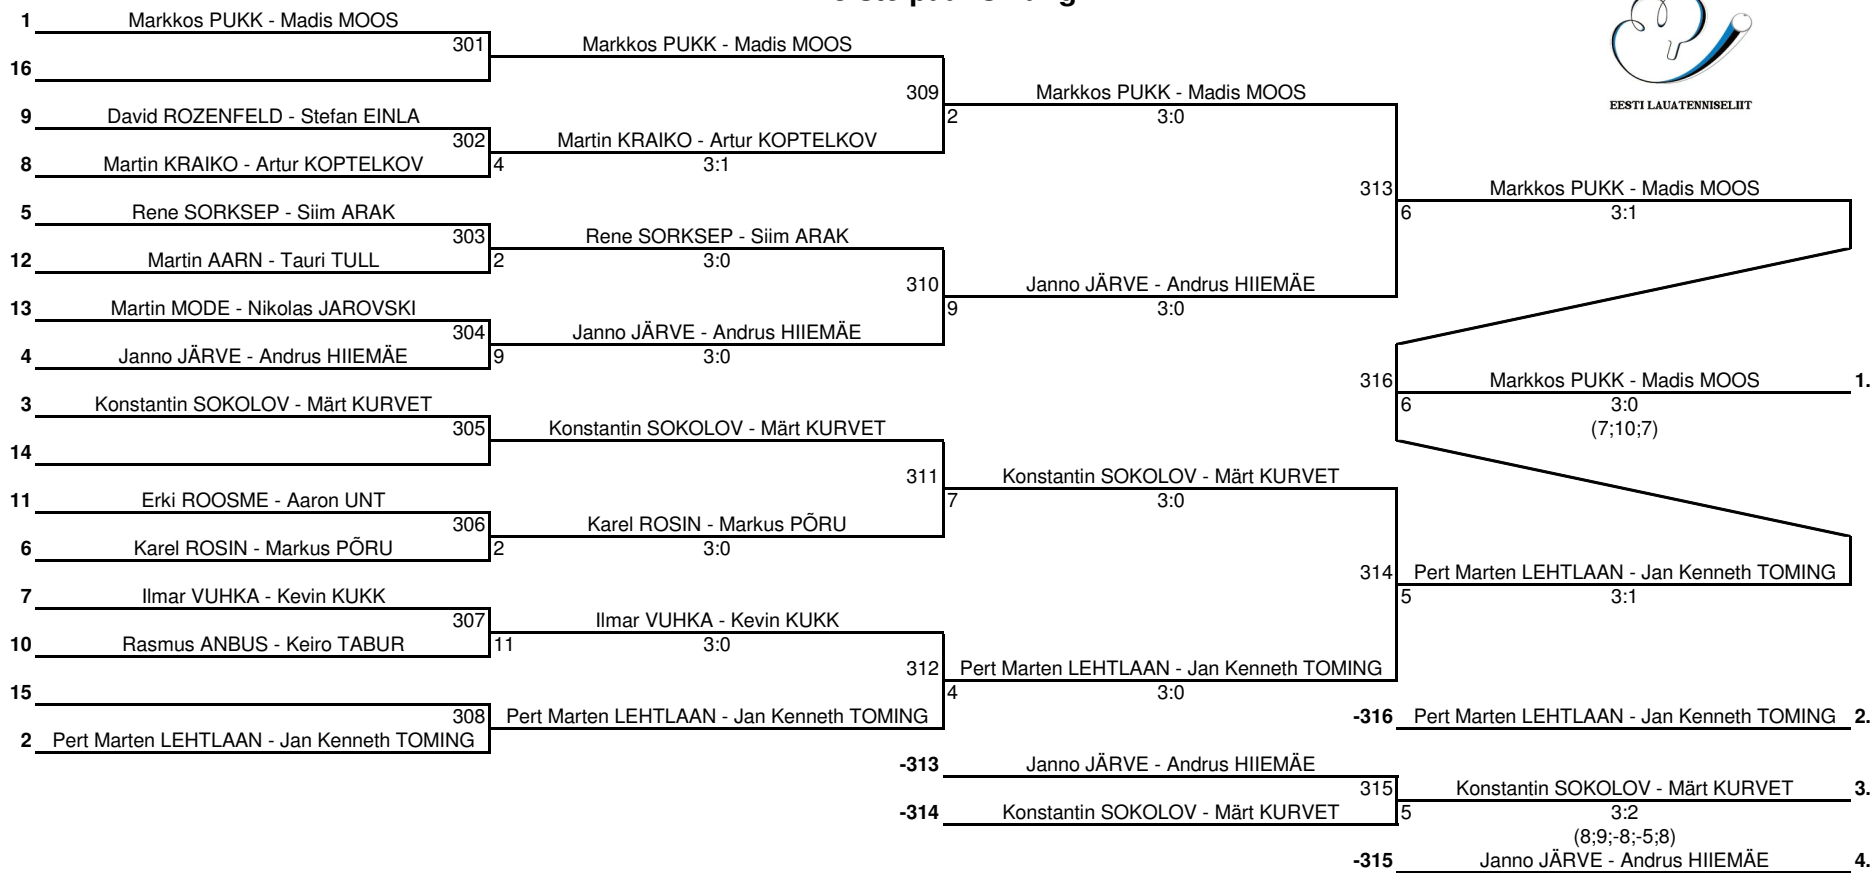 1 Markkos PUKK - Madis MOOS
301 Markkos PUKK - Madis MOOS
16
309 Markkos PUKK - Madis MOOS
2 3:0
9 David ROZENFELD - Stefan EINLA
302 Martin KRAIKO - Artur KOPTELKOV
8 Martin KRAIKO - Artur KOPTELKOV 4 3:1
EESTI LAUATENNISELIIT
313 Markkos PUKK - Madis MOOS
6 3:1
5 Rene SORKSEP - Siim ARAK
303 Rene SORKSEP - Siim ARAK
12 Martin AARN - Tauri TULL 2 3:0
310 Janno JÄRVE - Andrus HIIEMÄE
9 3:0
13 Martin MODE - Nikolas JAROVSKI
304 Janno JÄRVE - Andrus HIIEMÄE
4 Janno JÄRVE - Andrus HIIEMÄE 9 3:0
316 Markkos PUKK - Madis MOOS 1.
6 3:0
(7;10;7)
3 Konstantin SOKOLOV - Märt KURVET
305 Konstantin SOKOLOV - Märt KURVET
14
311 Konstantin SOKOLOV - Märt KURVET
7 3:0
11 Erki ROOSME - Aaron UNT
306 Karel ROSIN - Markus PÕRU
6 Karel ROSIN - Markus PÕRU 2 3:0
314 Pert Marten LEHTLAAN - Jan Kenneth TOMING
5 3:1
7 Ilmar VUHKA - Kevin KUKK
307 Ilmar VUHKA - Kevin KUKK
10 Rasmus ANBUS - Keiro TABUR 11 3:0
312 Pert Marten LEHTLAAN - Jan Kenneth TOMING
4 3:0
15
308 Pert Marten LEHTLAAN - Jan Kenneth TOMING
2 Pert Marten LEHTLAAN - Jan Kenneth TOMING
-316 Pert Marten LEHTLAAN - Jan Kenneth TOMING 2.
-313 Janno JÄRVE - Andrus HIIEMÄE
315 Konstantin SOKOLOV - Märt KURVET 3.
-314 Konstantin SOKOLOV - Märt KURVET 5 3:2
(8;9;-8;-5;8)
-315 Janno JÄRVE - Andrus HIIEMÄE 4.